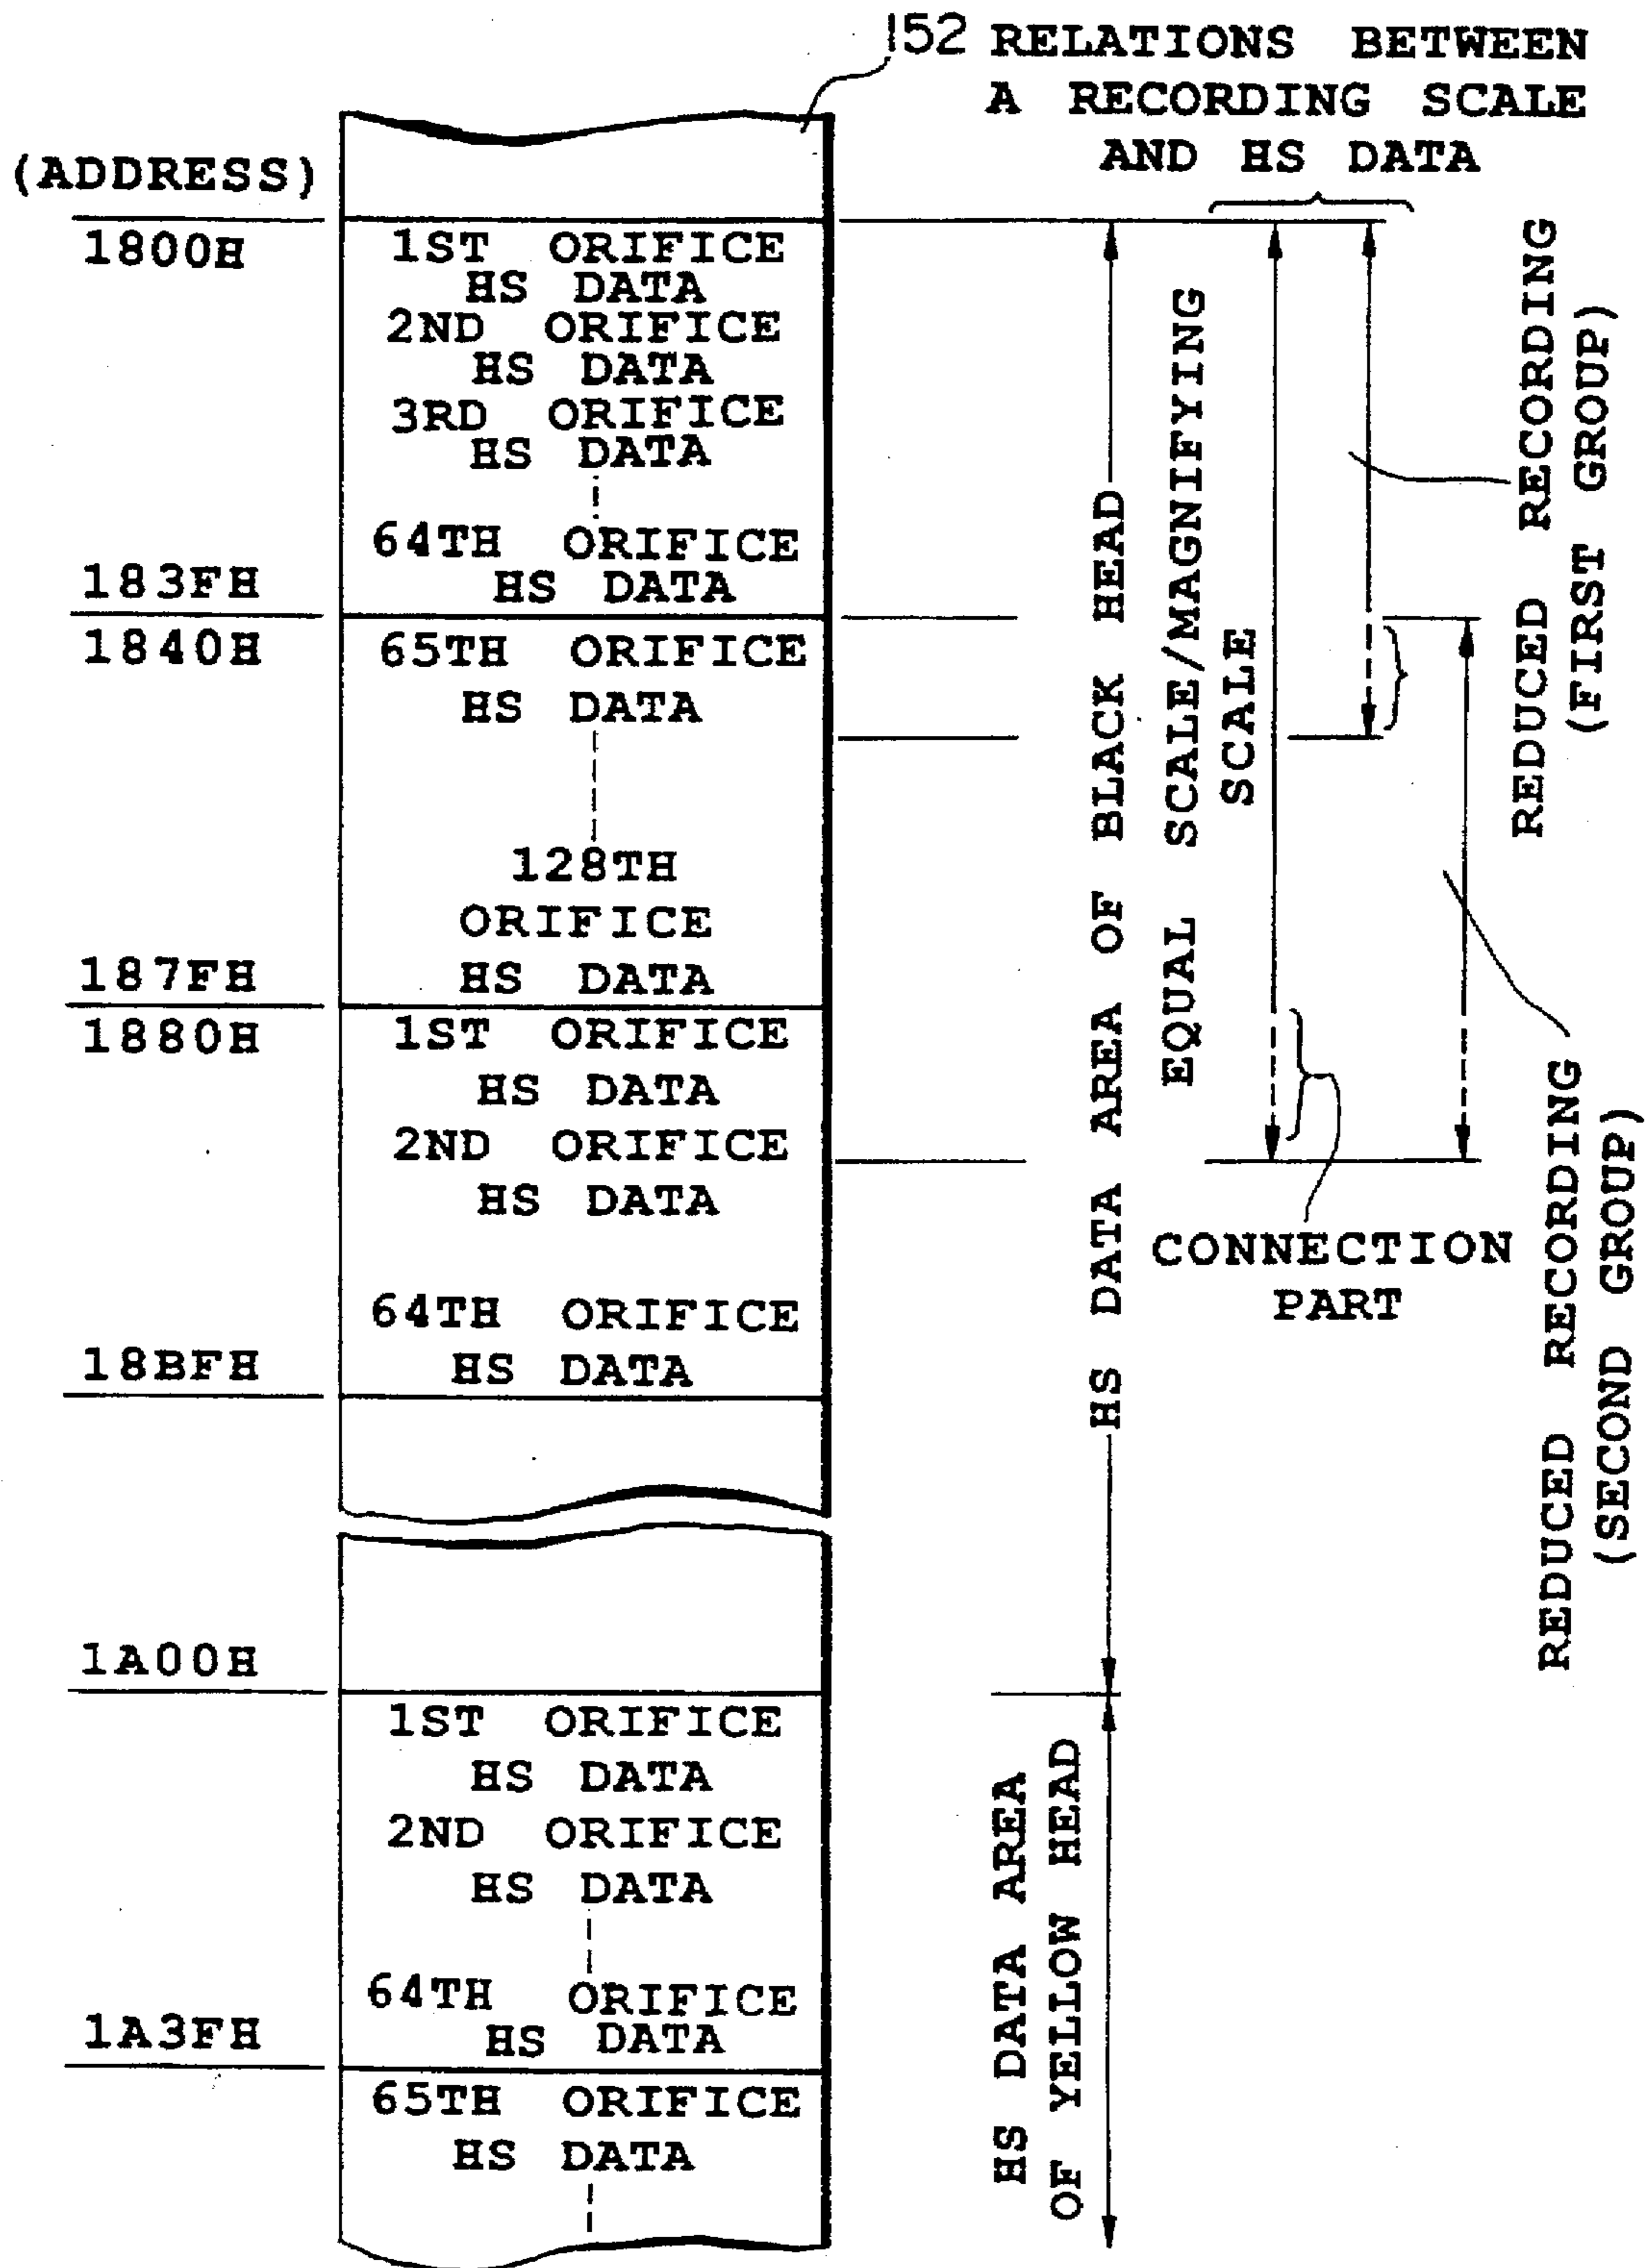 152 RELATIONS BETWEEN
A RECORDING SCALE
AND HS DATA
(ADDRESS)
1800H
1ST ORIFICE
HS DATA
2ND ORIFICE
HS DATA
3RD ORIFICE
HS DATA
64TH ORIFICE
183FH
HS DATA
1840H
65TH ORIFICE
HS DATA
128TH
ORIFICE
187FH
HS DATA
1880H
1ST ORIFICE
HS DATA
2ND ORIFICE
HS DATA
64TH ORIFICE
18BFH
HS DATA
1A00H
1ST ORIFICE
HS DATA
2ND ORIFICE
HS DATA
64TH ORIFICE
1A3FH
HS DATA
65TH ORIFICE
HS DATA
HS DATA AREA OF BLACK HEAD
EQUAL SCALE/MAGNIFYING
SCALE
REDUCED RECORDING
(FIRST GROUP)
CONNECTION
PART
REDUCED RECORDING
(SECOND GROUP)
HS DATA AREA
OF YELLOW HEAD